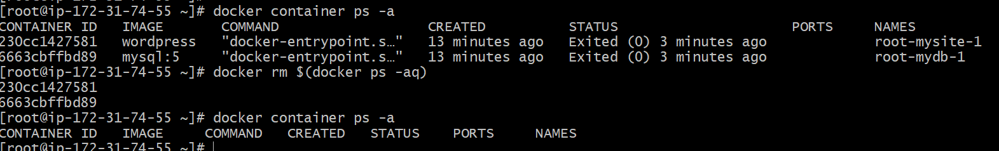 [root@ip-172-31-74-55 ~]# docker container ps -a
CONTAINER ID   IMAGE       COMMAND                  CREATED          STATUS                     PORTS     NAMES
230cc1427581   wordpress   "docker-entrypoint.s…"   13 minutes ago   Exited (0) 3 minutes ago             root-mysite-1
6663cbffbd89   mysql:5     "docker-entrypoint.s…"   13 minutes ago   Exited (0) 3 minutes ago             root-mydb-1
[root@ip-172-31-74-55 ~]# docker rm $(docker ps -aq)
230cc1427581
6663cbffbd89
[root@ip-172-31-74-55 ~]# docker container ps -a
CONTAINER ID   IMAGE     COMMAND   CREATED   STATUS    PORTS     NAMES
[root@ip-172-31-74-55 ~]#